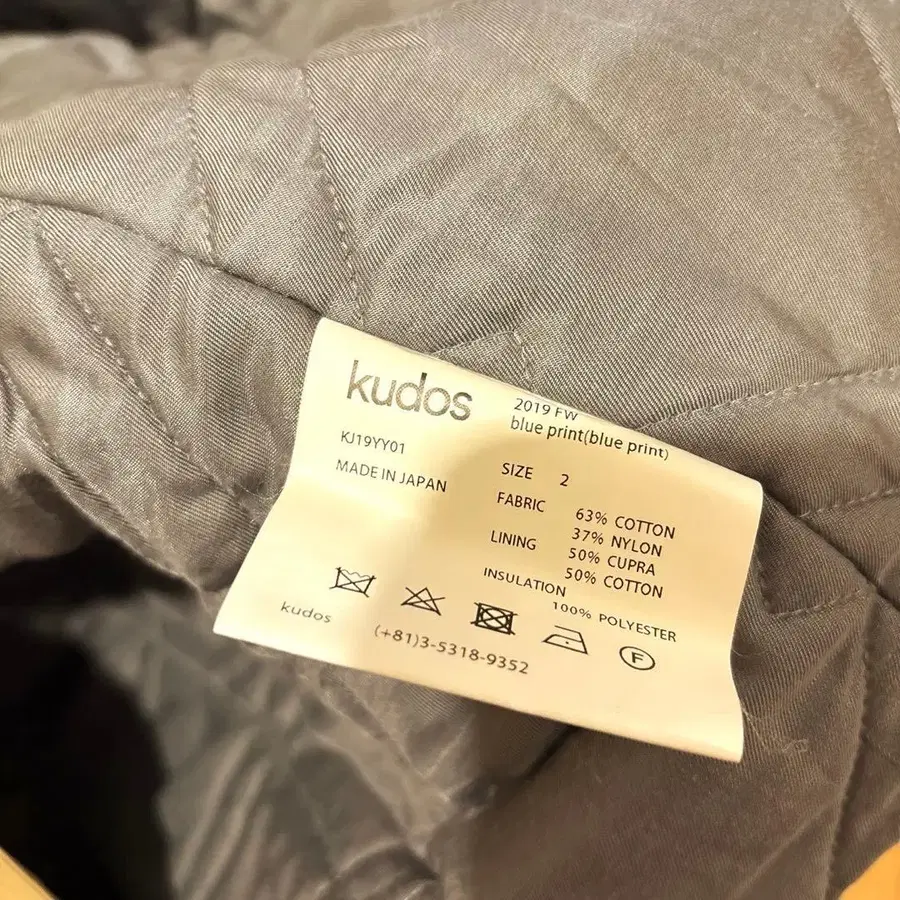 kudos
2019 FW
blue print(blue print)
KJ19YY01
MADE IN JAPAN
SIZE 2
FABRIC 63% COTTON
37% NYLON
LINING 50% CUPRA
50% COTTON
INSULATION
100% POLYESTER
F
kudos (+81)3-5318-9352